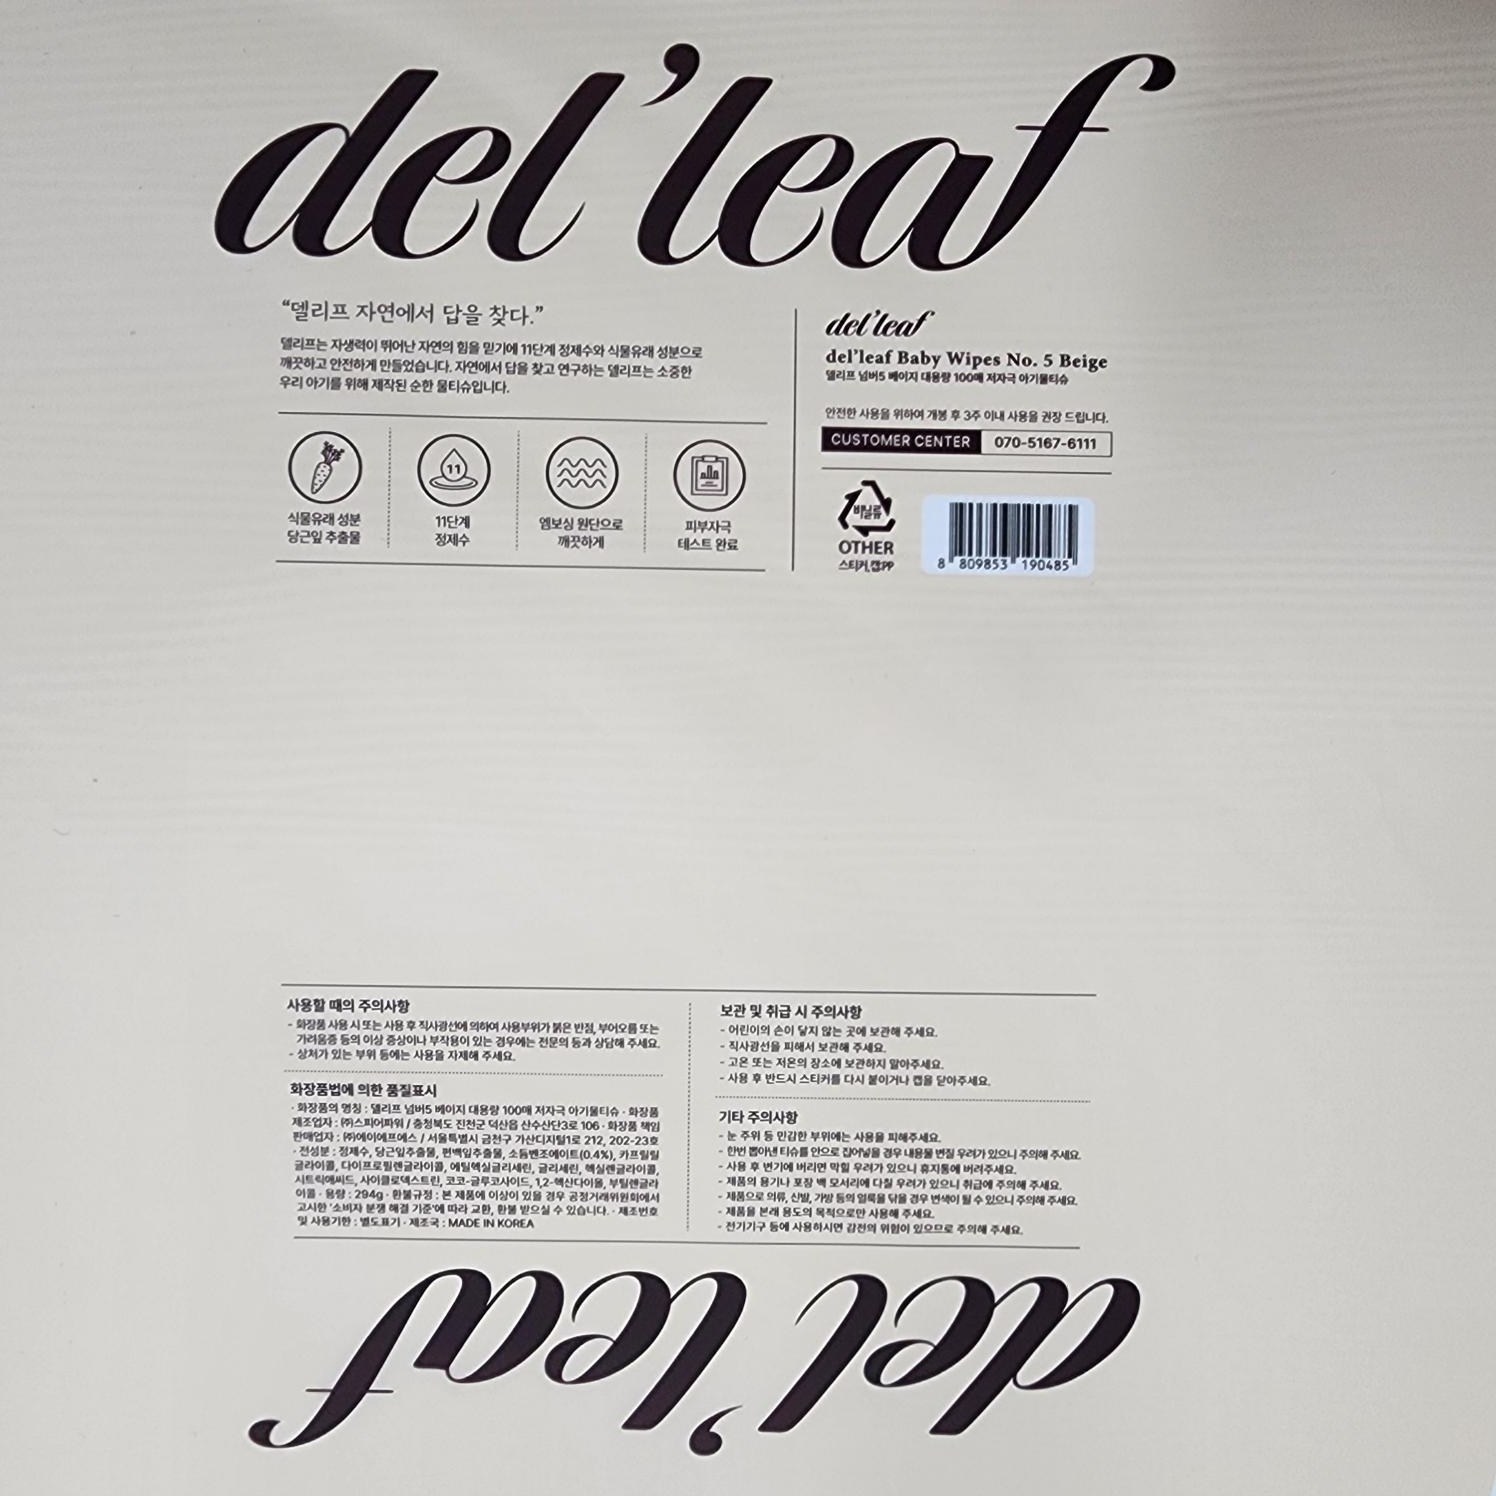 del'leaf
“델리프 자연에서 답을 찾다.”
델리프는 자생력이 뛰어난 자연의 힘을 믿기에 11단계 정제수와 식물유래 성분으로
깨끗하고 안전하게 만들었습니다. 자연에서 답을 찾고 연구하는 델리프는 소중한
우리 아기를 위해 제작된 순한 물티슈입니다.
11
식물유래 성분
당근잎 추출물
11단계
정제수
엠보싱 원단으로
깨끗하게
피부자극
테스트 완료
del'leaf
del'leaf Baby Wipes No. 5 Beige
델리프 넘버5 베이지 대용량 100매 저자극 아기물티슈
안전한 사용을 위하여 개봉 후 3주 이내 사용을 권장 드립니다.
CUSTOMER CENTER 070-5167-6111
비닐류
OTHER
스티커,캡:PP
8 809853 190485
사용할 때의 주의사항
- 화장품 사용 시 또는 사용 후 직사광선에 의하여 사용부위가 붉은 반점, 부어오름 또는
가려움증 등의 이상 증상이나 부작용이 있는 경우에는 전문의 등과 상담해 주세요.
- 상처가 있는 부위 등에는 사용을 자제해 주세요.
화장품법에 의한 품질표시
· 화장품의 명칭 : 델리프 넘버5 베이지 대용량 100매 저자극 아기물티슈 · 화장품
제조업자 : ㈜스피어파워 / 충청북도 진천군 덕산읍 산수산단3로 106 · 화장품 책임
판매업자 : ㈜에이에프에스 / 서울특별시 금천구 가산디지털1로 212, 202-23호
· 전성분 : 정제수, 당근잎추출물, 편백잎추출물, 소듐벤조에이트(0.4%), 카프릴릴
글라이콜, 다이프로필렌글라이콜, 에틸헥실글리세린, 글리세린, 헥실렌글라이콜,
시트릭애씨드, 사이클로덱스트린, 코코-글루코사이드, 1,2-헥산다이올, 부틸렌글라
이콜 · 용량 : 294g · 환불규정 : 본 제품에 이상이 있을 경우 공정거래위원회에서
고시한 '소비자 분쟁 해결 기준'에 따라 교환, 환불 받으실 수 있습니다. · 제조번호
및 사용기한 : 별도표기 · 제조국 : MADE IN KOREA
보관 및 취급 시 주의사항
- 어린이의 손이 닿지 않는 곳에 보관해 주세요.
- 직사광선을 피해서 보관해 주세요.
- 고온 또는 저온의 장소에 보관하지 말아주세요.
- 사용 후 반드시 스티커를 다시 붙이거나 캡을 닫아주세요.
기타 주의사항
- 눈 주위 등 민감한 부위에는 사용을 피해주세요.
- 한번 뽑아낸 티슈를 안으로 집어넣을 경우 내용물 변질 우려가 있으니 주의해 주세요.
- 사용 후 변기에 버리면 막힐 우려가 있으니 휴지통에 버려주세요.
- 제품의 용기나 포장 백 모서리에 다칠 우려가 있으니 취급에 주의해 주세요.
- 제품으로 의류, 신발, 가방 등의 얼룩을 닦을 경우 변색이 될 수 있으니 주의해 주세요.
- 제품을 본래 용도의 목적으로만 사용해 주세요.
- 전기기구 등에 사용하시면 감전의 위험이 있으므로 주의해 주세요.
del'leaf